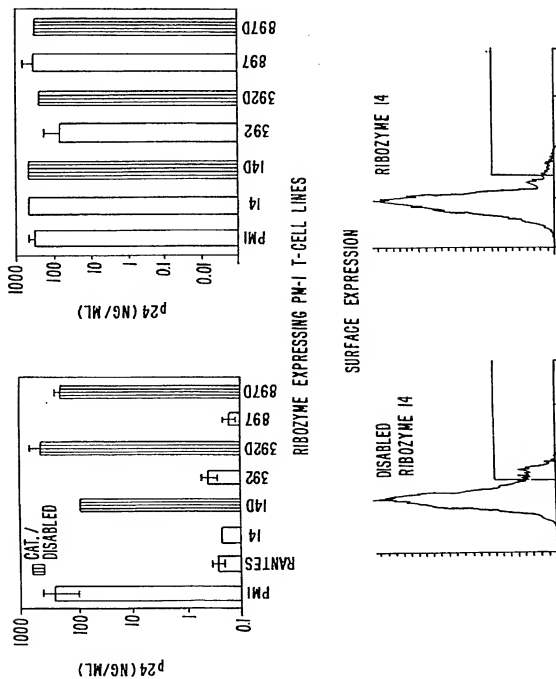 p24 (NG/ML)
1000
100
10
1
0.1
CAT./
DISABLED
PM1
RANTES
14
14D
392
392D
897
897D
p24 (NG/ML)
1000
100
10
1
0.1
0.01
PM1
14
14D
392
392D
897
897D
RIBOZYME EXPRESSING PM-1 T-CELL LINES
SURFACE EXPRESSION
DISABLED
RIBOZYME 14
RIBOZYME 14